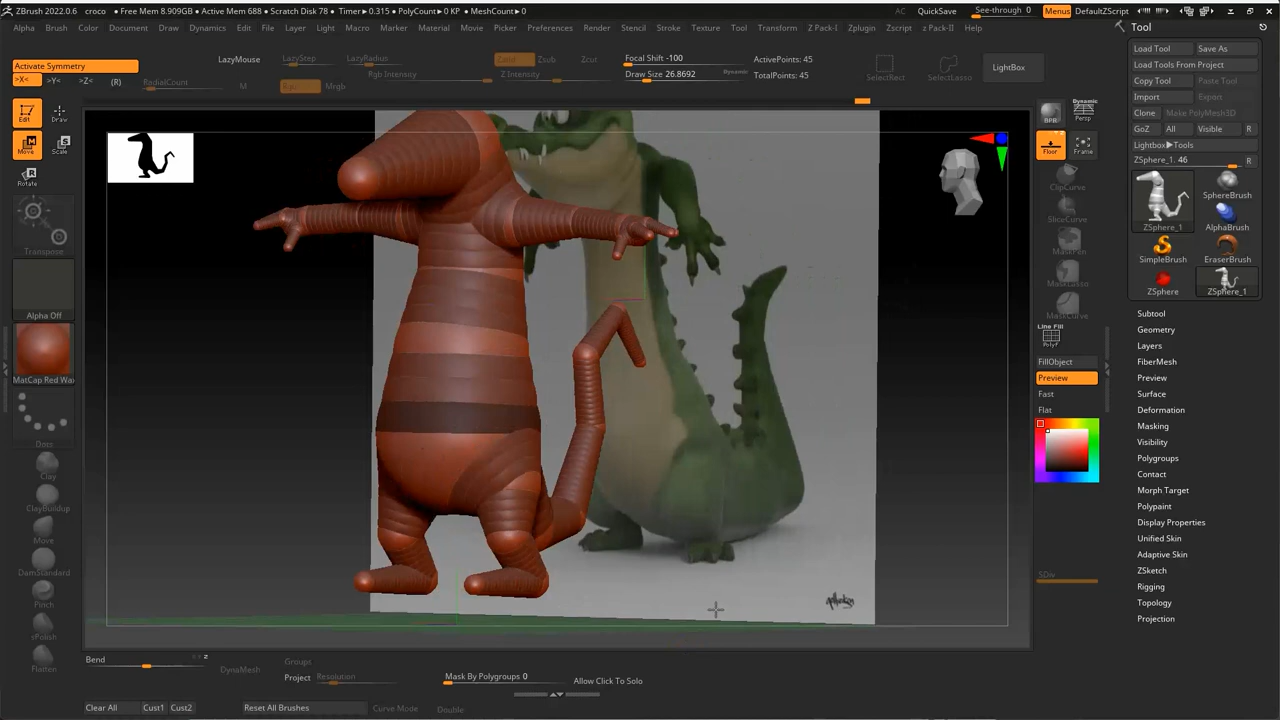 ZBrush 2022.0.6 croco • Free Mem 8.909GB • Active Mem 688 • Scratch Disk 78 • Timer▸0.315 • PolyCount▸0 KP • MeshCount▸0 AC QuickSave See-through 0 Menus DefaultZScript
Alpha Brush Color Document Draw Dynamics Edit File Layer Light Macro Marker Material Movie Picker Preferences Render Stencil Stroke Texture Tool Transform Z Pack-I Zplugin Zscript z Pack-II Help
Tool
Load Tool Save As
Load Tools From Project
Copy Tool Paste Tool
Import Export
Clone Make PolyMesh3D
GoZ All Visible R
Lightbox▸Tools
ZSphere_1. 46 R
ZSphere_1
SphereBrush
AlphaBrush
SimpleBrush
EraserBrush
ZSphere
ZSphere_1
Subtool
Geometry
Layers
FiberMesh
Preview
Surface
Deformation
Masking
Visibility
Polygroups
Contact
Morph Target
Polypaint
Display Properties
Unified Skin
Adaptive Skin
ZSketch
Rigging
Topology
Projection
Activate Symmetry
>X< >Y< >Z< (R) RadialCount
LazyMouse LazyStep LazyRadius
Rgb Intensity
M Mrgb
Zadd Zsub Zcut
Z Intensity
Focal Shift -100
Draw Size 26.8692 Dynamic
ActivePoints: 45
TotalPoints: 45
SelectRect SelectLasso LightBox
Edit Draw
Move Scale
Rotate
Transpose
Alpha Off
MatCap Red Wax
Dots
Clay
ClayBuildup
Move
DamStandard
Pinch
sPolish
Flatten
BPR Dynamic
Persp
Floor Frame
ClipCurve
SliceCurve
MaskPen
MaskLasso
MaskCurve
Line Fill
PolyF
FillObject
Preview
Fast
Flat
SDiv
Bend
DynaMesh
Groups
Project Resolution
Mask By Polygroups 0 Allow Click To Solo
Clear All Cust1 Cust2 Reset All Brushes Curve Mode Double